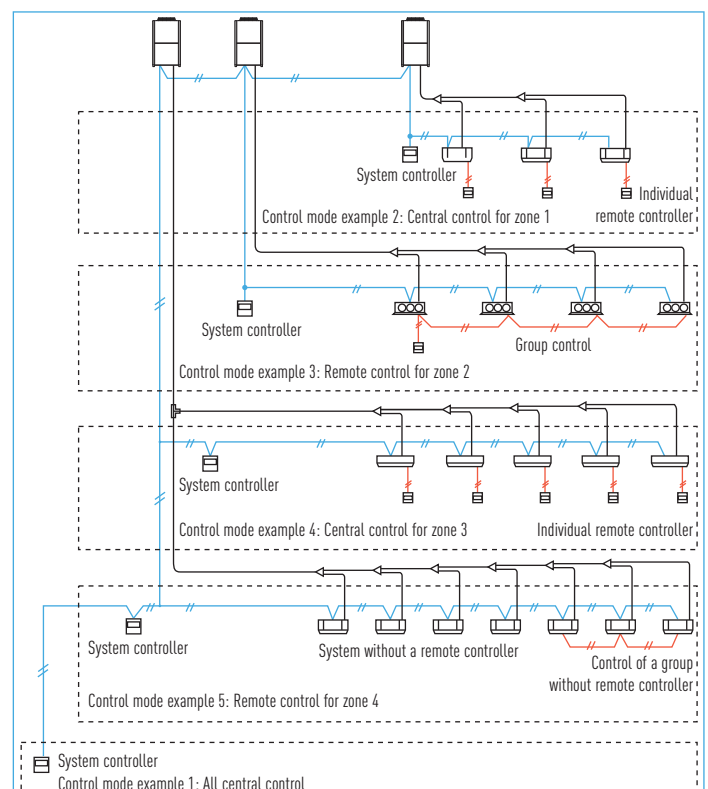 System controller
Individual
remote controller
Control mode example 2: Central control for zone 1
System controller
Group control
Control mode example 3: Remote control for zone 2
System controller
Control mode example 4: Central control for zone 3
Individual remote controller
System controller
System without a remote controller
Control of a group
without remote controller
Control mode example 5: Remote control for zone 4
System controller
Control mode example 1: All central control